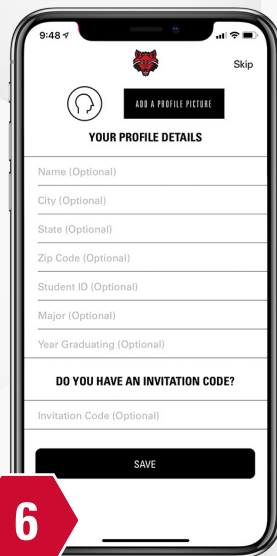 9:48
Skip
ADD A PROFILE PICTURE
YOUR PROFILE DETAILS
Name (Optional)
City (Optional)
State (Optional)
Zip Code (Optional)
Student ID (Optional)
Major (Optional)
Year Graduating (Optional)
DO YOU HAVE AN INVITATION CODE?
Invitation Code (Optional)
SAVE
6